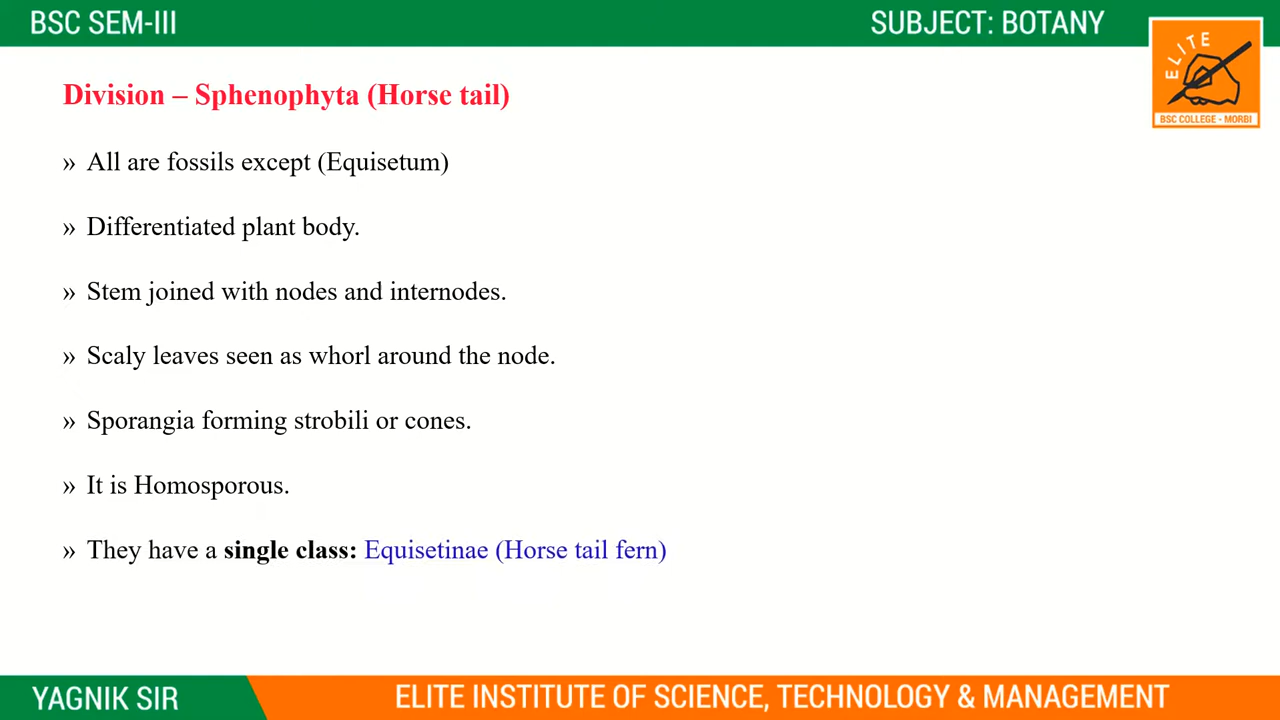 BSC SEM-III
SUBJECT: BOTANY
ELITE
BSC COLLEGE - MORBI
Division – Sphenophyta (Horse tail)
» All are fossils except (Equisetum)
» Differentiated plant body.
» Stem joined with nodes and internodes.
» Scaly leaves seen as whorl around the node.
» Sporangia forming strobili or cones.
» It is Homosporous.
» They have a single class: Equisetinae (Horse tail fern)
YAGNIK SIR
ELITE INSTITUTE OF SCIENCE, TECHNOLOGY & MANAGEMENT